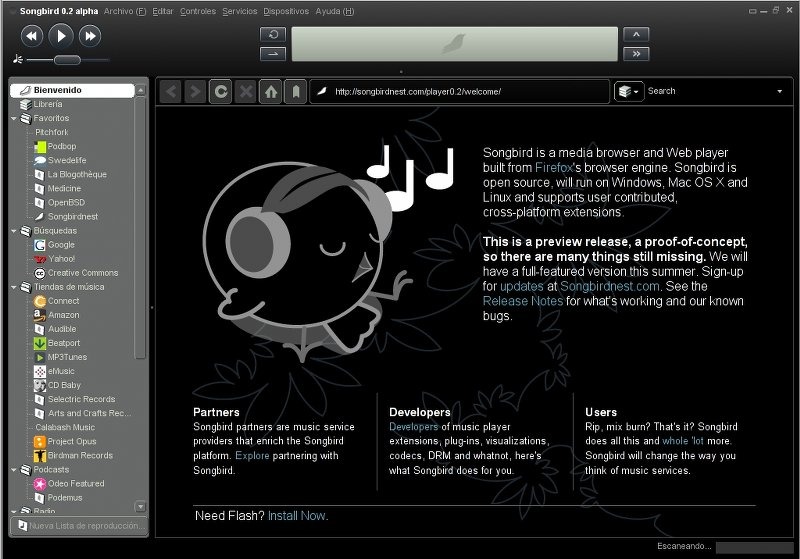 Songbird 0.2 alpha Archivo (F) Editar Controles Servicios Dispositivos Ayuda (H)
http://songbirdnest.com/player0.2/welcome/ Search
Bienvenido
Librería
Favoritos
Pitchfork
Podbop
Swedelife
La Blogothèque
Medicine
OpenBSD
Songbirdnest
Búsquedas
Google
Yahoo!
Creative Commons
Tiendas de música
Connect
Amazon
Audible
Beatport
MP3Tunes
eMusic
CD Baby
Selectric Records
Arts and Crafts Rec...
Calabash Music
Project Opus
Birdman Records
Podcasts
Odeo Featured
Podemus
Radio
Nueva Lista de reproducción...
Songbird is a media browser and Web player
built from Firefox's browser engine. Songbird is
open source, will run on Windows, Mac OS X and
Linux and supports user contributed,
cross-platform extensions.
This is a preview release, a proof-of-concept,
so there are many things still missing. We will
have a full-featured version this summer. Sign-up
for updates at Songbirdnest.com. See the
Release Notes for what's working and our known
bugs.
Partners
Songbird partners are music service
providers that enrich the Songbird
platform. Explore partnering with
Songbird.
Developers
Developers of music player
extensions, plug-ins, visualizations,
codecs, DRM and whatnot, here's
what Songbird does for you.
Users
Rip, mix burn? That's it? Songbird
does all this and whole 'lot more.
Songbird will change the way you
think of music services.
Need Flash? Install Now.
Escaneando...